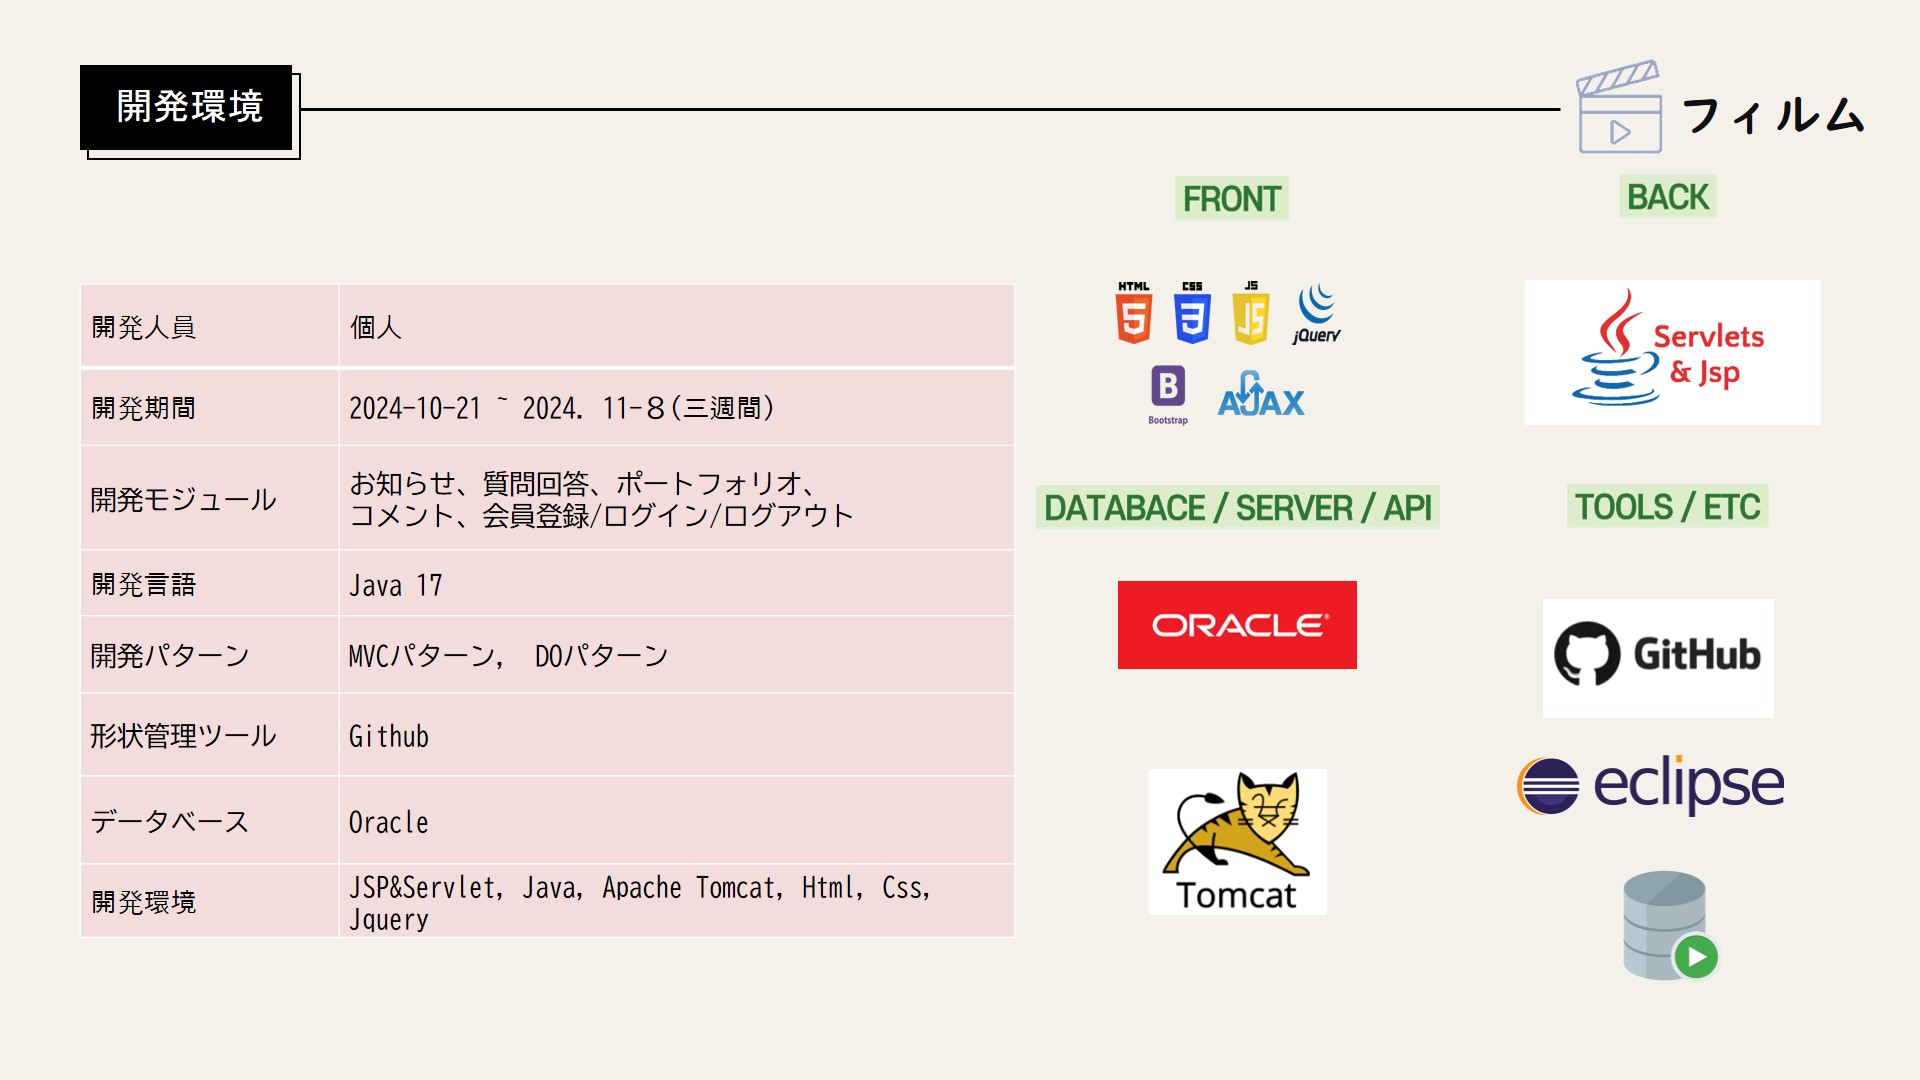 開発環境
フィルム
開発人員
個人
開発期間
2024-10-21 ~ 2024. 11-８(三週間)
開発モジュール
お知らせ、質問回答、ポートフォリオ、
コメント、会員登録/ログイン/ログアウト
開発言語
Java 17
開発パターン
MVCパターン, DOパターン
形状管理ツール
Github
データベース
Oracle
開発環境
JSP&Servlet, Java, Apache Tomcat, Html, Css,
Jquery
FRONT
HTML
5
CSS
3
JS
JS
jQuery
B
Bootstrap
AJAX
BACK
Servlets
& Jsp
DATABACE / SERVER / API
ORACLE®
Tomcat
TOOLS / ETC
GitHub
eclipse